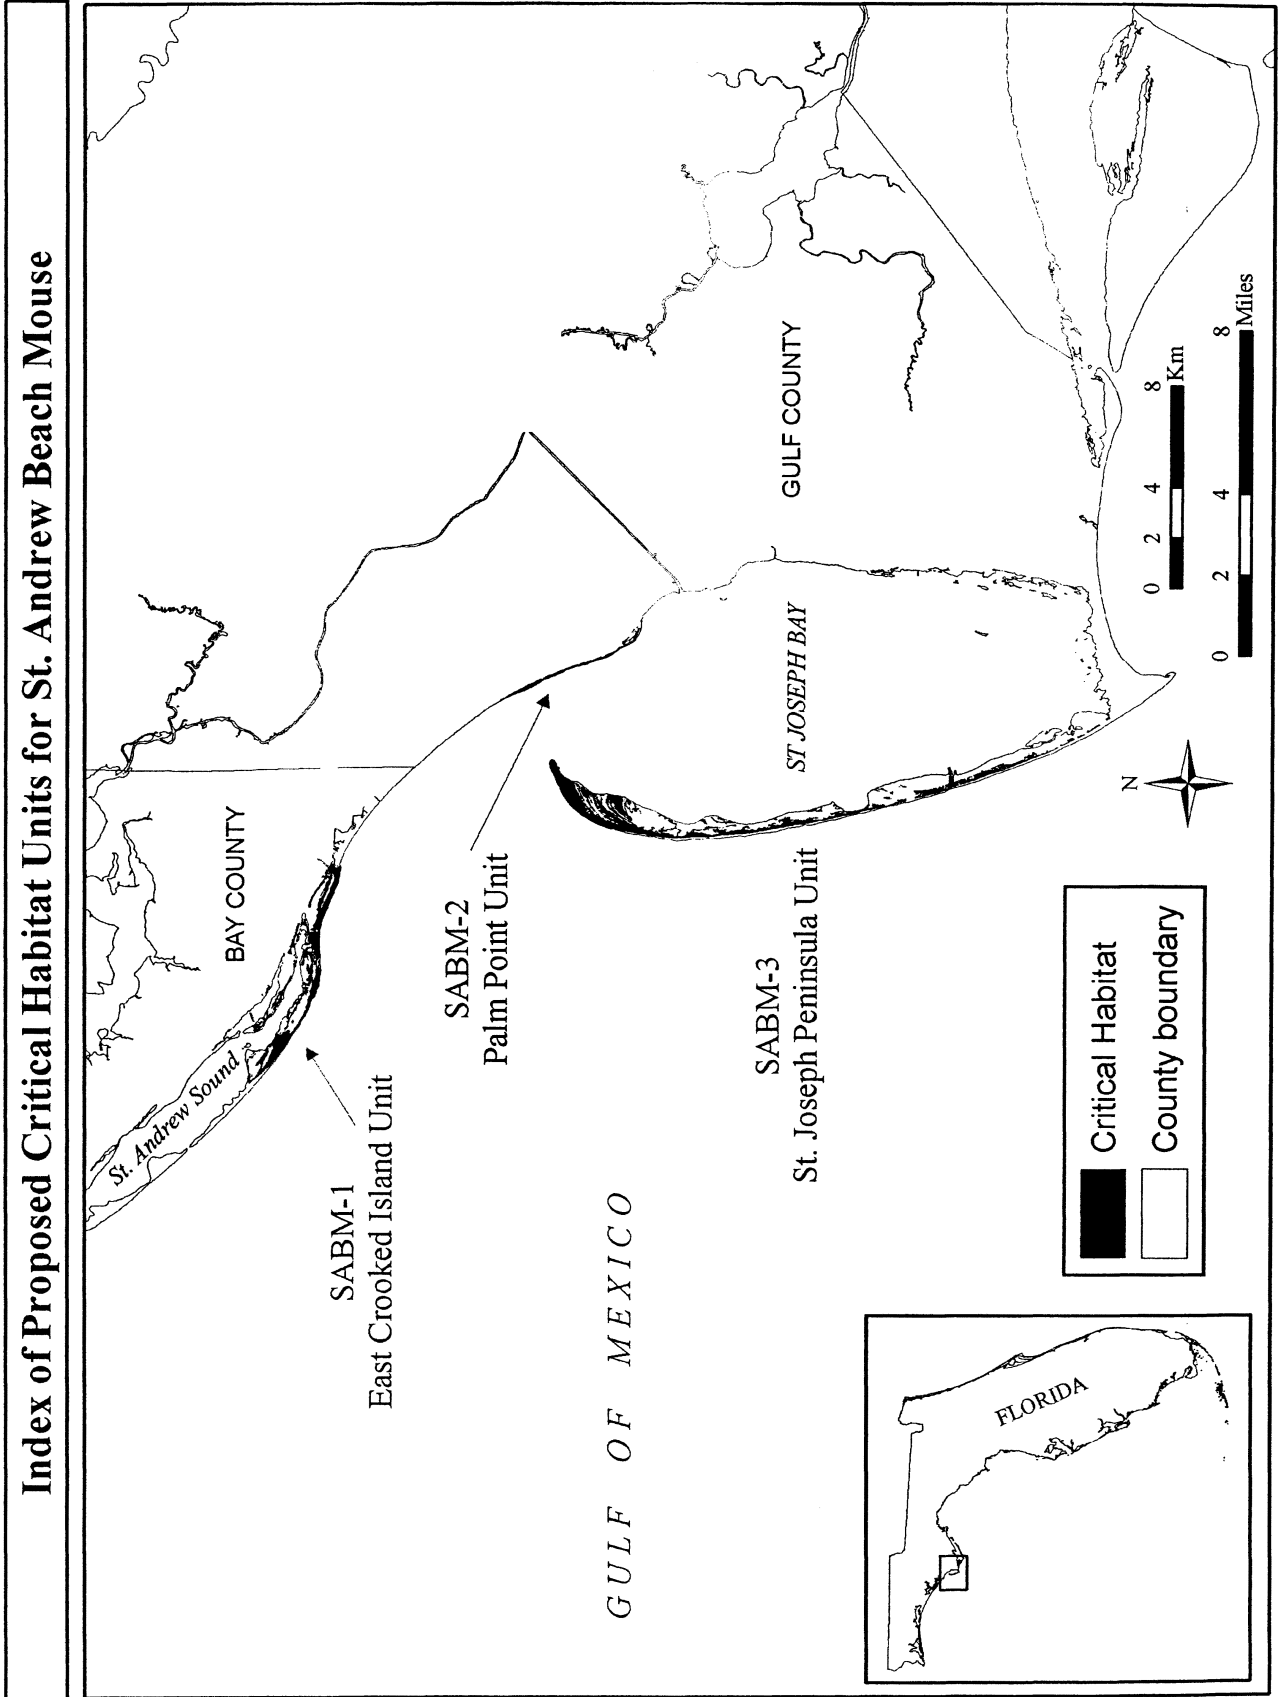 Index of Proposed Critical Habitat Units for St. Andrew Beach Mouse
St. Andrew Sound
BAY COUNTY
SABM-1
East Crooked Island Unit
SABM-2
Palm Point Unit
GULF OF MEXICO
SABM-3
St. Joseph Peninsula Unit
ST JOSEPH BAY
GULF COUNTY
FLORIDA
Critical Habitat
County boundary
N
0 2 4 8
Km
0 2 4 8
Miles